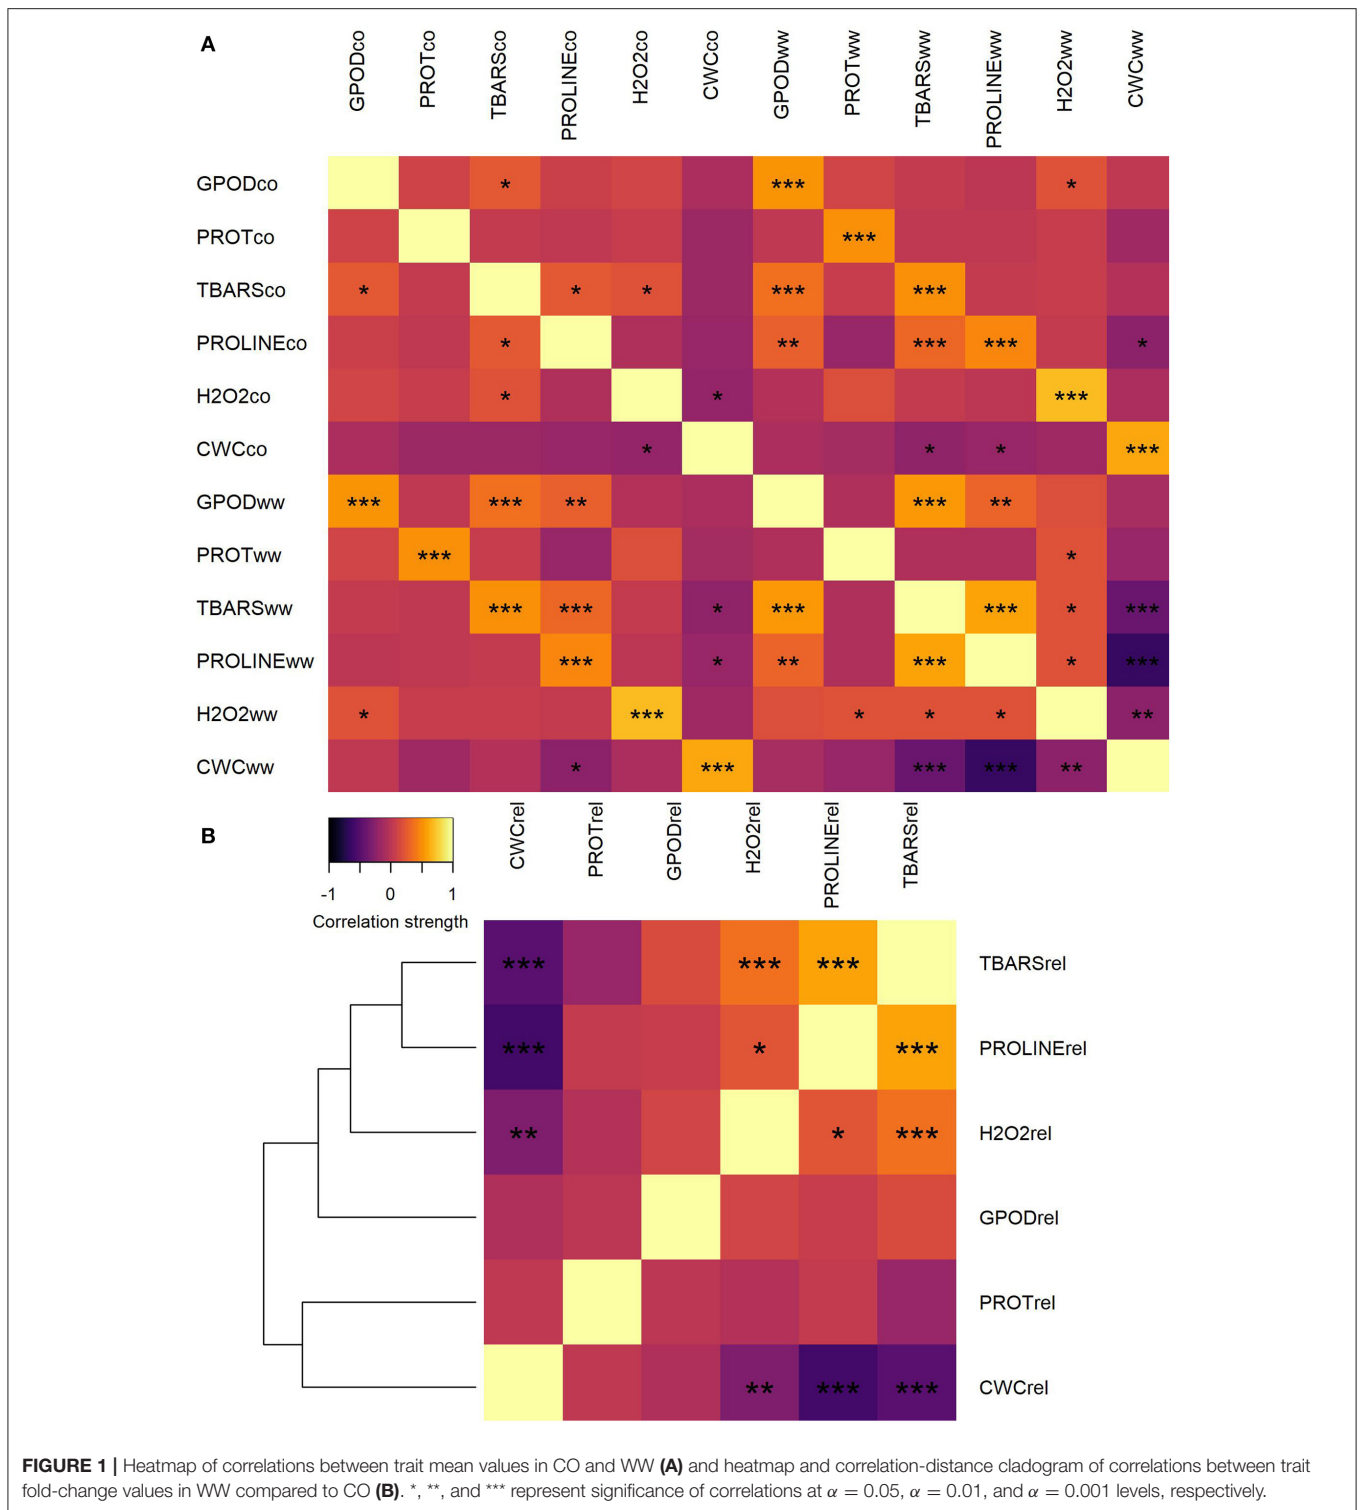 A
GPODco PROTco TBARSco PROLINEco H2O2co CWCco GPODww PROTww TBARSww PROLINEww H2O2ww CWCww
GPODco * *** *
PROTco ***
TBARSco * * * *** ***
PROLINEco * ** *** *** *
H2O2co * * ***
CWCco * * * ***
GPODww *** *** ** *** **
PROTww *** *
TBARSww *** *** * *** *** * ***
PROLINEww *** * ** *** * ***
H2O2ww * *** * * * **
CWCww * *** *** *** **
B
-1 0 1
Correlation strength
CWCrel PROTrel GPODrel H2O2rel PROLINErel TBARSrel
*** *** *** TBARSrel
*** * *** PROLINErel
** * *** H2O2rel
GPODrel
PROTrel
** *** *** CWCrel
FIGURE 1 | Heatmap of correlations between trait mean values in CO and WW (A) and heatmap and correlation-distance cladogram of correlations between trait
fold-change values in WW compared to CO (B). *, **, and *** represent significance of correlations at α = 0.05, α = 0.01, and α = 0.001 levels, respectively.